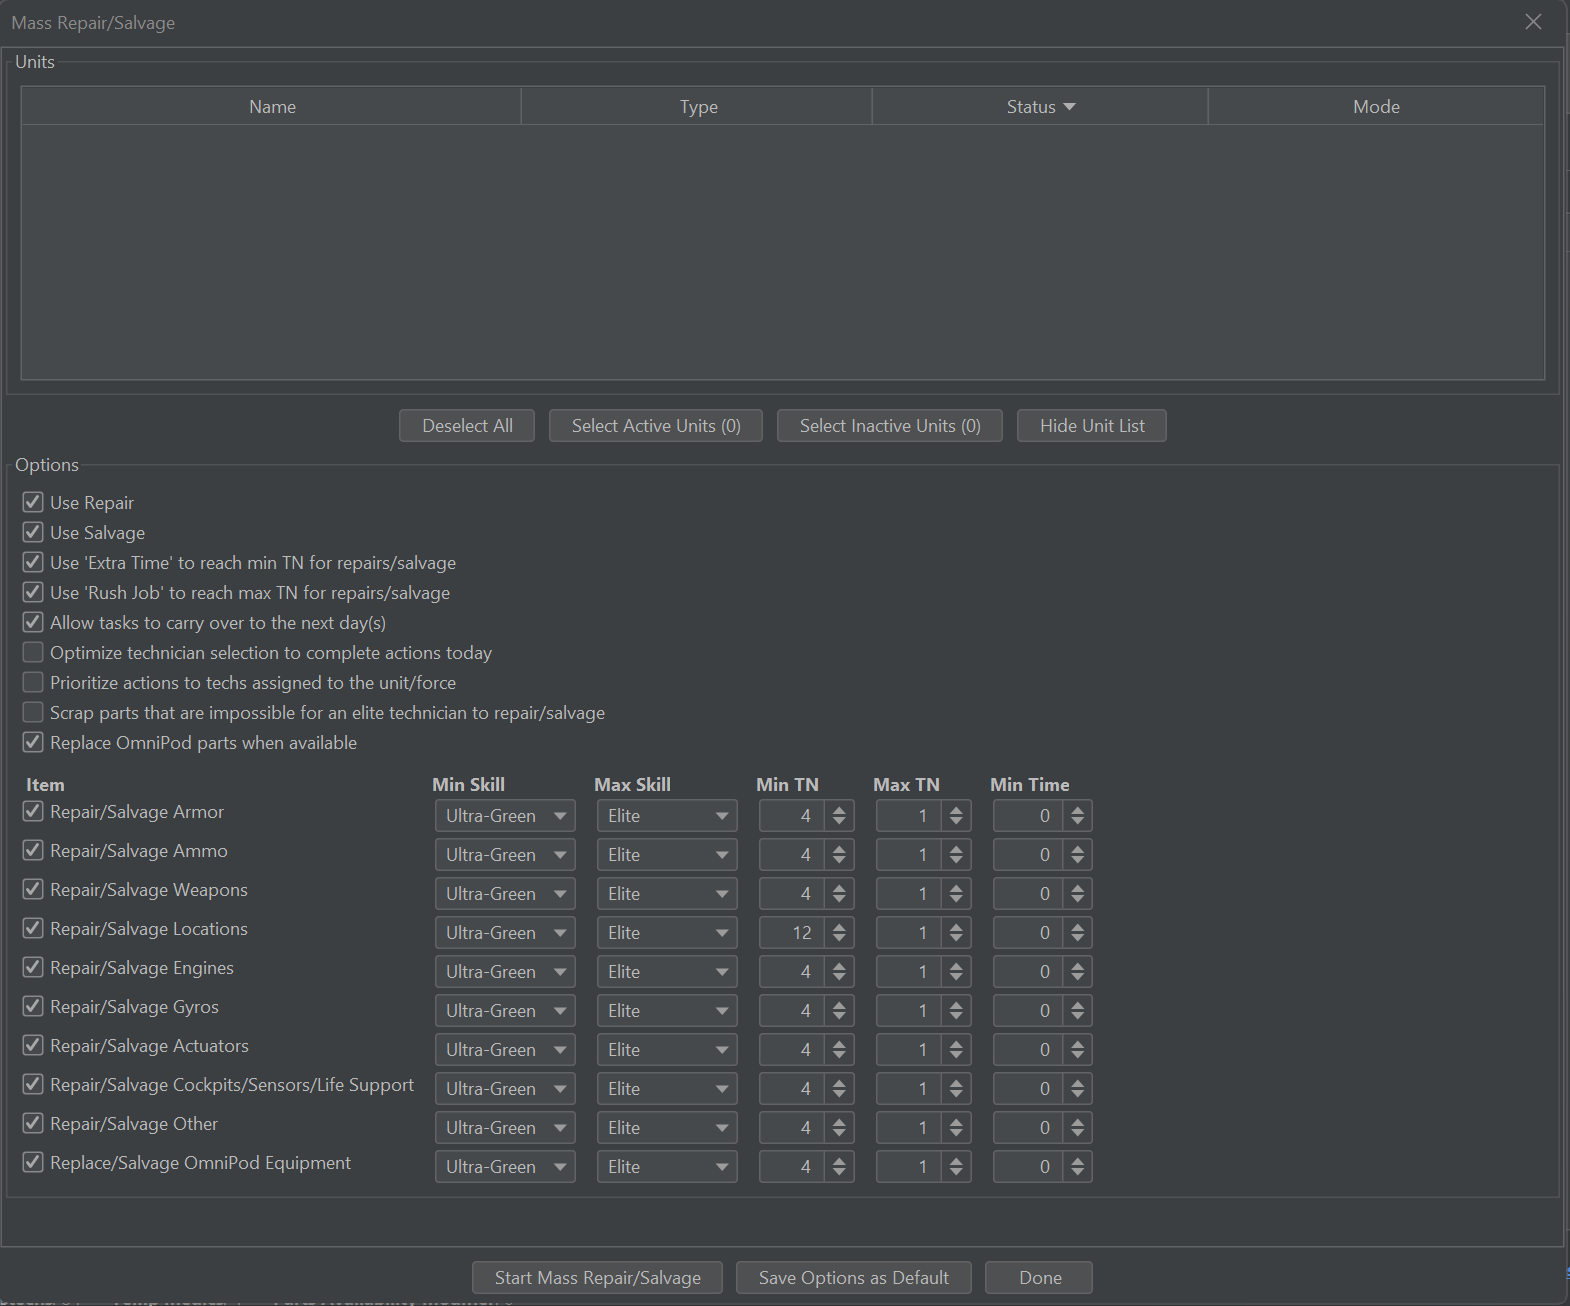 Mass Repair/Salvage
Units
Name Type Status Mode
Deselect All Select Active Units (0) Select Inactive Units (0) Hide Unit List
Options
Use Repair
Use Salvage
Use 'Extra Time' to reach min TN for repairs/salvage
Use 'Rush Job' to reach max TN for repairs/salvage
Allow tasks to carry over to the next day(s)
Optimize technician selection to complete actions today
Prioritize actions to techs assigned to the unit/force
Scrap parts that are impossible for an elite technician to repair/salvage
Replace OmniPod parts when available
Item Min Skill Max Skill Min TN Max TN Min Time
Repair/Salvage Armor Ultra-Green Elite 4 1 0
Repair/Salvage Ammo Ultra-Green Elite 4 1 0
Repair/Salvage Weapons Ultra-Green Elite 4 1 0
Repair/Salvage Locations Ultra-Green Elite 12 1 0
Repair/Salvage Engines Ultra-Green Elite 4 1 0
Repair/Salvage Gyros Ultra-Green Elite 4 1 0
Repair/Salvage Actuators Ultra-Green Elite 4 1 0
Repair/Salvage Cockpits/Sensors/Life Support Ultra-Green Elite 4 1 0
Repair/Salvage Other Ultra-Green Elite 4 1 0
Replace/Salvage OmniPod Equipment Ultra-Green Elite 4 1 0
Start Mass Repair/Salvage Save Options as Default Done